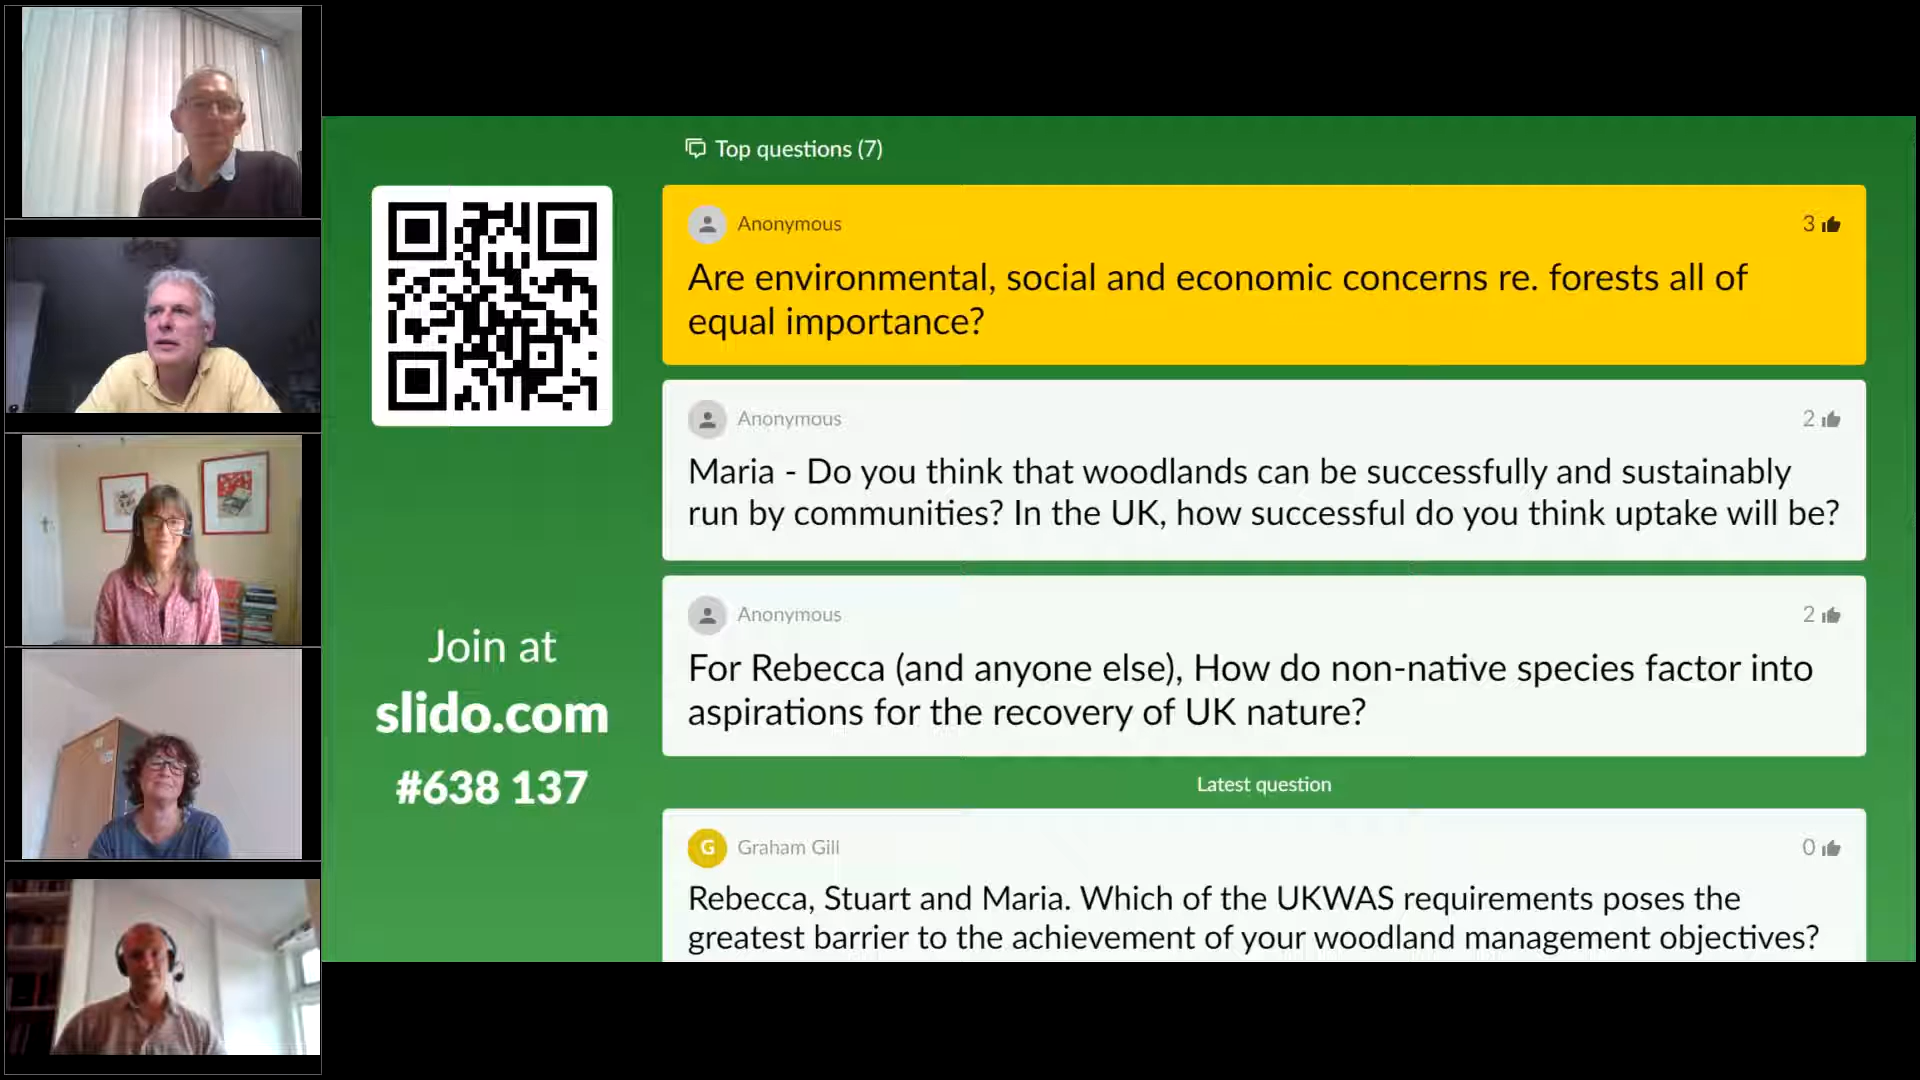 Top questions (7)
Anonymous
3
Are environmental, social and economic concerns re. forests all of
equal importance?
Anonymous
2
Maria - Do you think that woodlands can be successfully and sustainably
run by communities? In the UK, how successful do you think uptake will be?
Anonymous
2
For Rebecca (and anyone else), How do non-native species factor into
aspirations for the recovery of UK nature?
Latest question
G
Graham Gill
0
Rebecca, Stuart and Maria. Which of the UKWAS requirements poses the
greatest barrier to the achievement of your woodland management objectives?
Join at
slido.com
#638 137